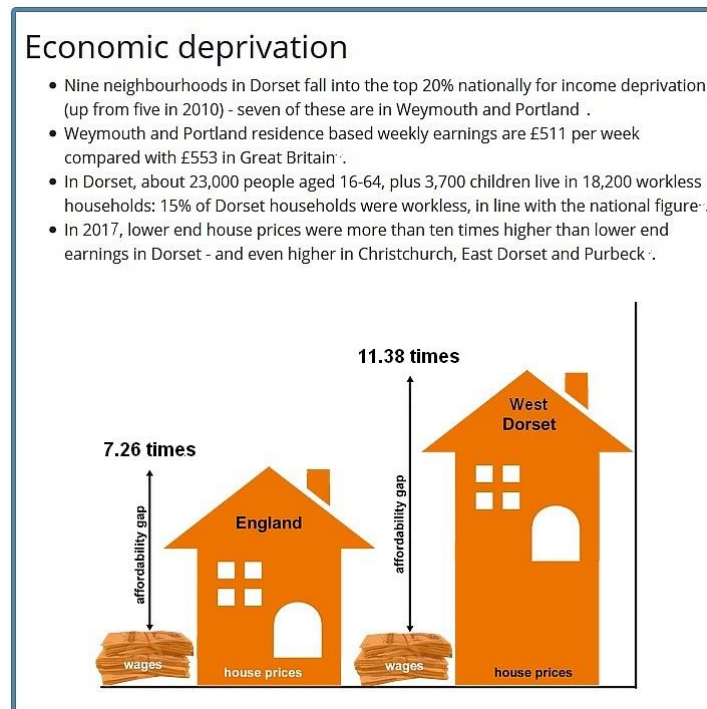 Economic deprivation
• Nine neighbourhoods in Dorset fall into the top 20% nationally for income deprivation
(up from five in 2010) - seven of these are in Weymouth and Portland .
• Weymouth and Portland residence based weekly earnings are £511 per week
compared with £553 in Great Britain .
• In Dorset, about 23,000 people aged 16-64, plus 3,700 children live in 18,200 workless
households: 15% of Dorset households were workless, in line with the national figure .
• In 2017, lower end house prices were more than ten times higher than lower end
earnings in Dorset - and even higher in Christchurch, East Dorset and Purbeck .
11.38 times
West
Dorset
7.26 times
England
affordability gap
affordability gap
wages
house prices
wages
house prices